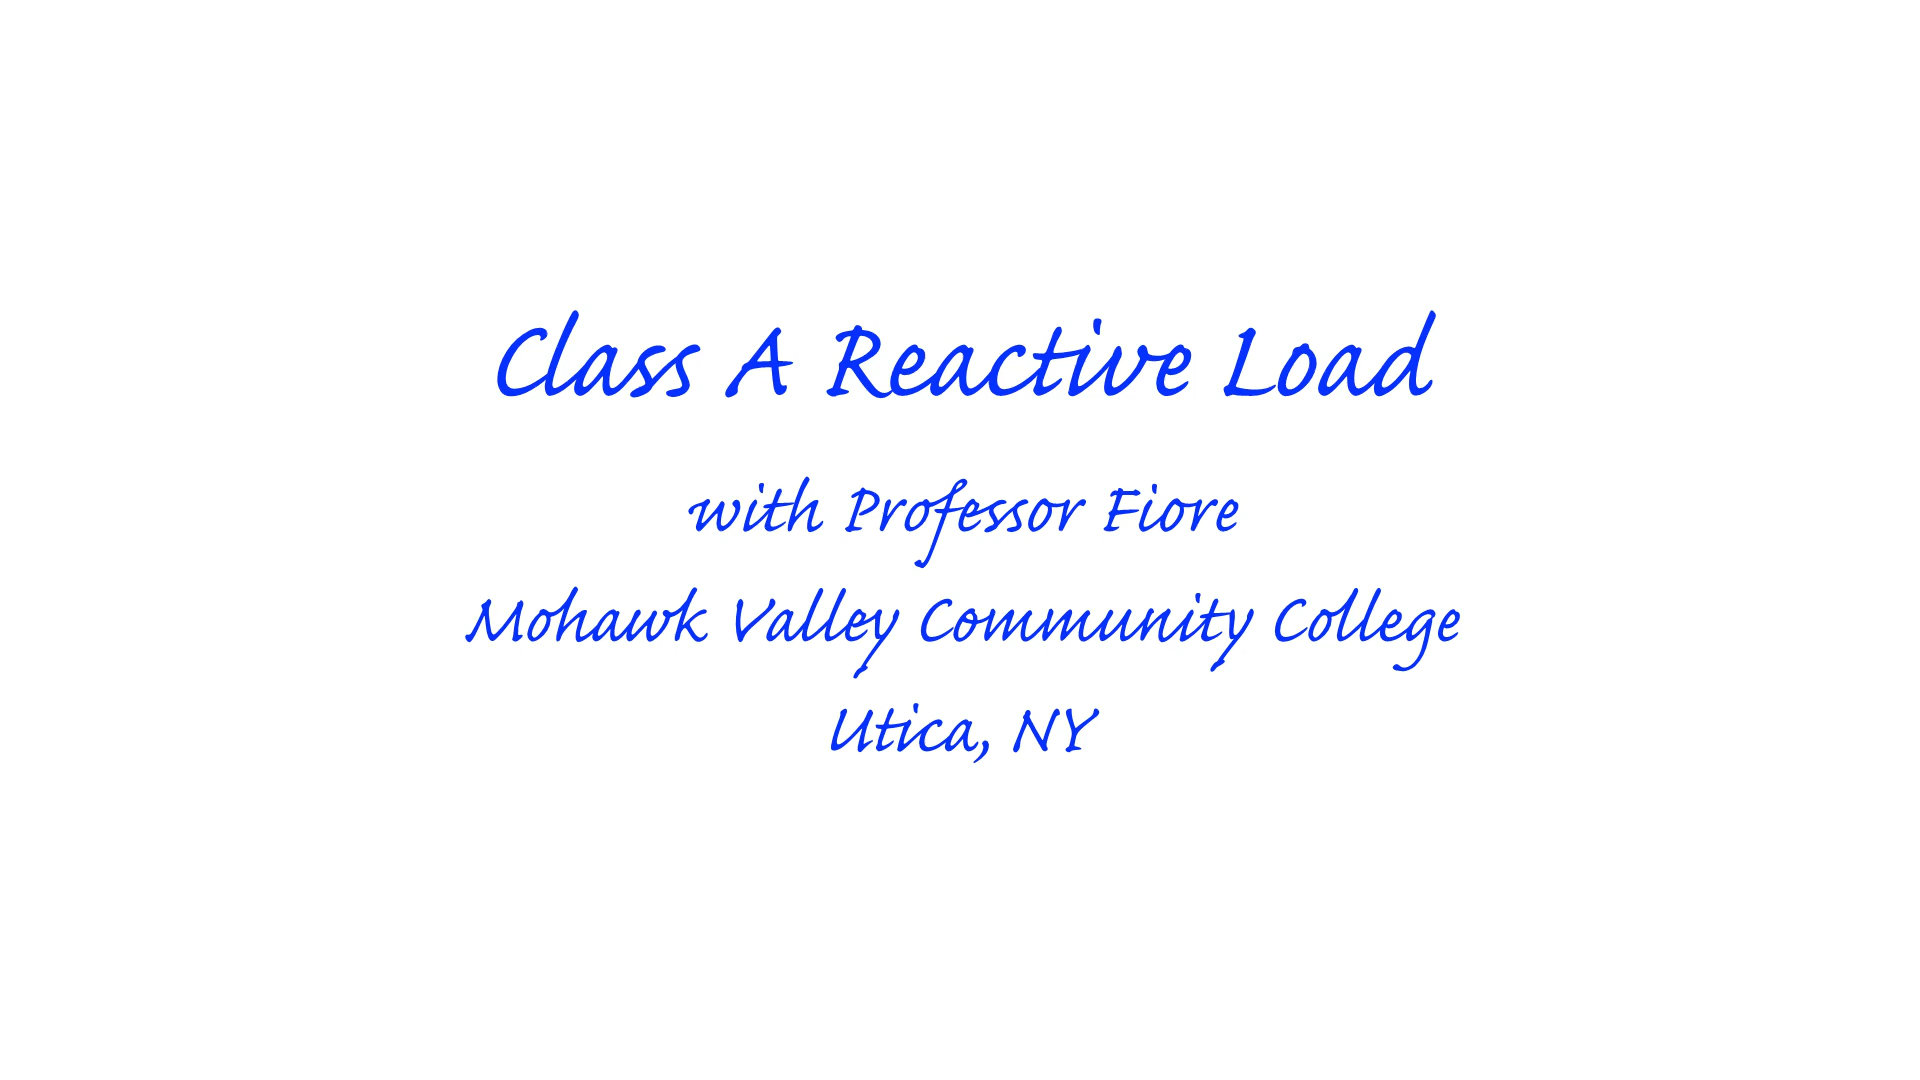 Class A Reactive Load
with Professor Fiore
Mohawk Valley Community College
Utica, NY